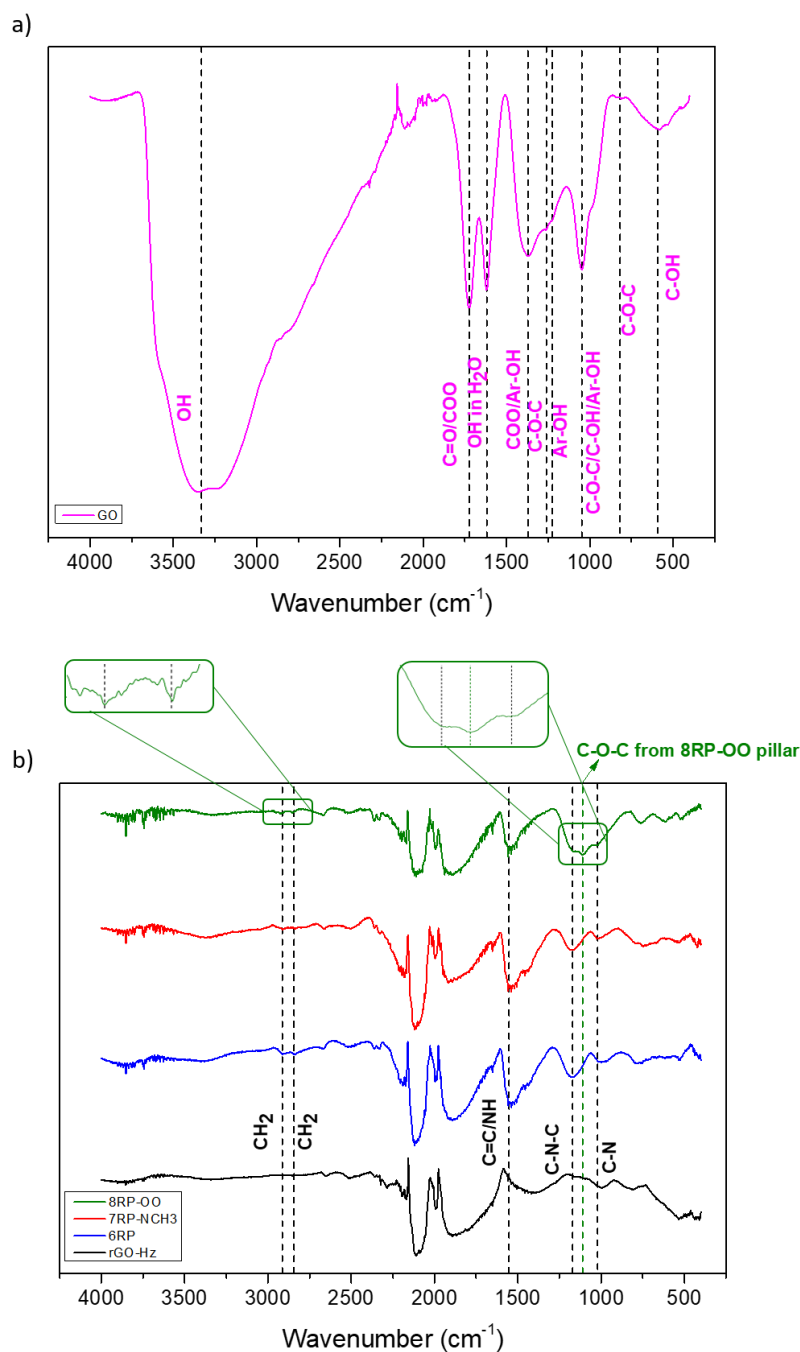 a)
OH
C=O/COO
OH in H₂O
COO/Ar-OH
C-O-C
Ar-OH
C-O-C/C-OH/Ar-OH
C-O-C
C-OH
GO
4000 3500 3000 2500 2000 1500 1000 500
Wavenumber (cm⁻¹)
b)
C-O-C from 8RP-OO pillar
CH₂
CH₂
C=C/NH
C-N-C
C-N
8RP-OO
7RP-NCH3
6RP
rGO-Hz
4000 3500 3000 2500 2000 1500 1000 500
Wavenumber (cm⁻¹)